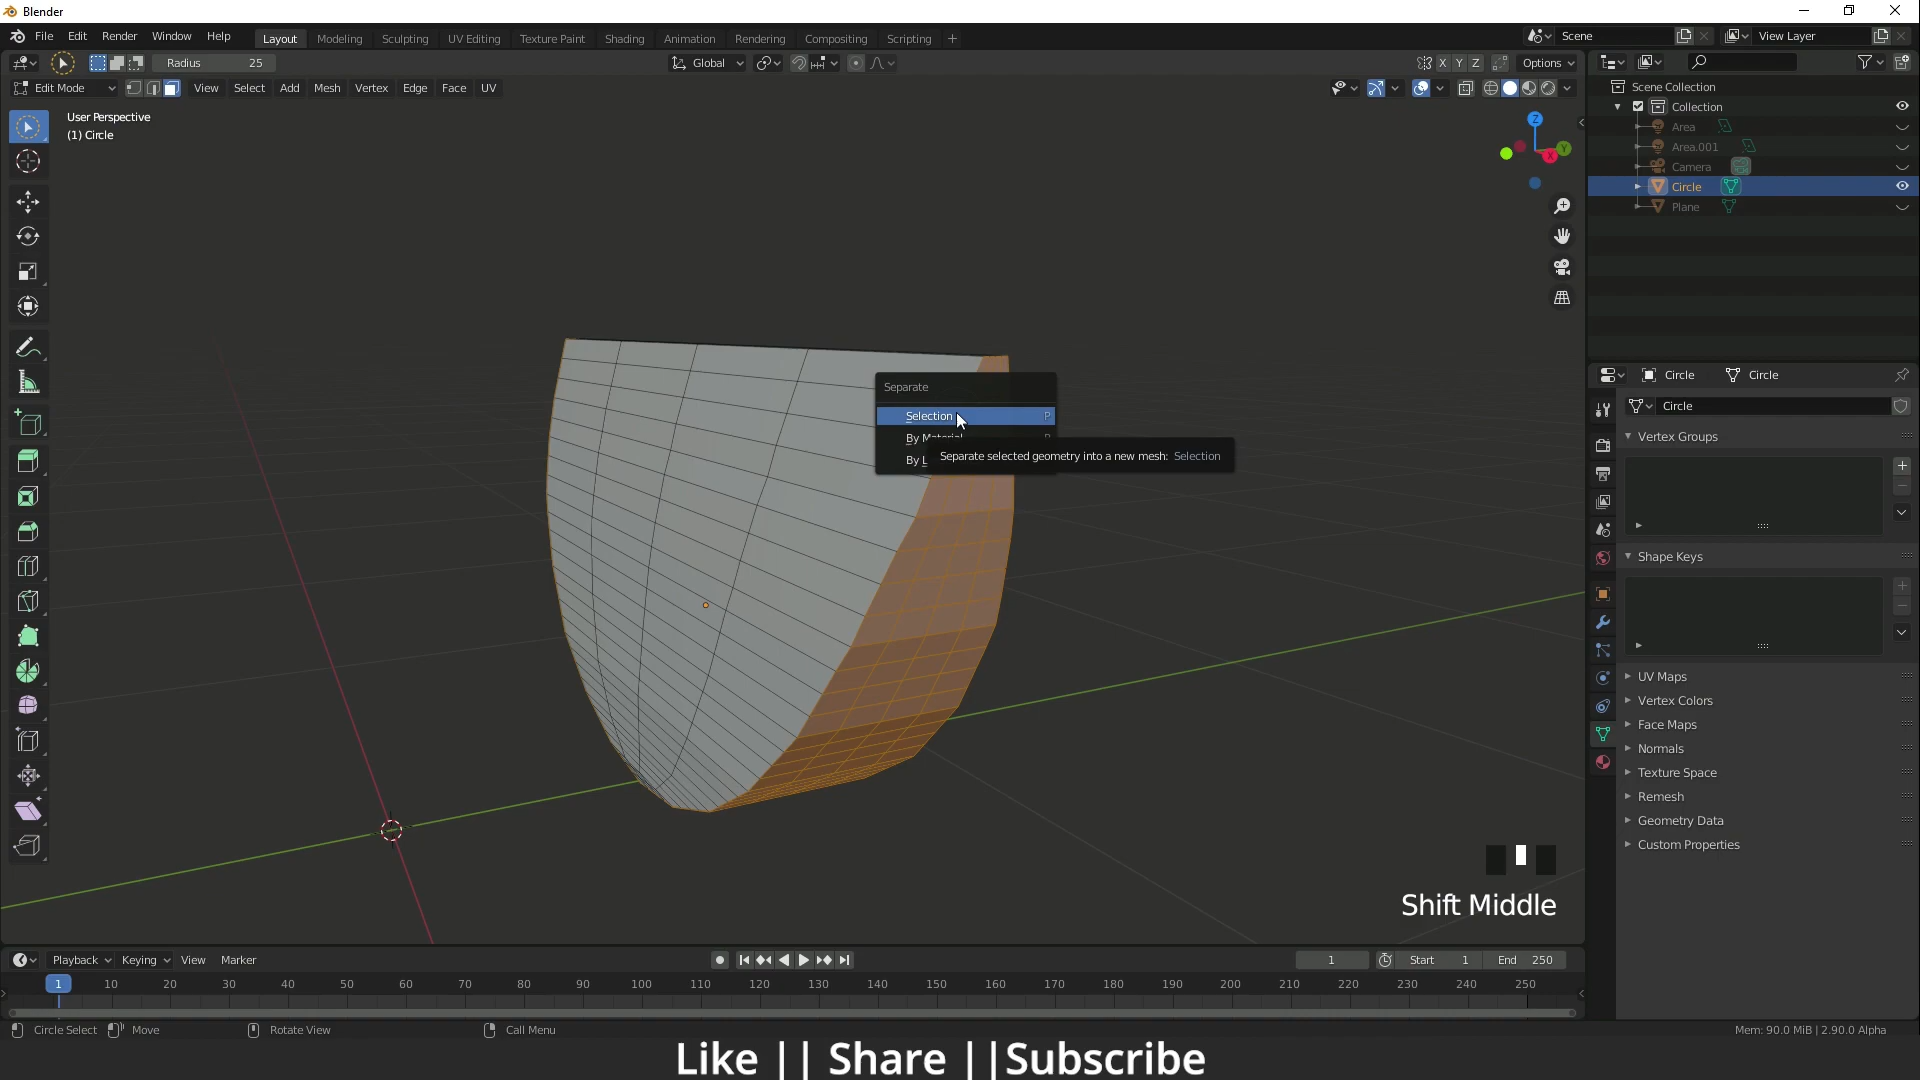 Blender
File Edit Render Window Help
Layout Modeling Sculpting UV Editing Texture Paint Shading Animation Rendering Compositing Scripting +
Scene
View Layer
Radius 25
Global
X Y Z
Options
Edit Mode
View Select Add Mesh Vertex Edge Face UV
User Perspective
(1) Circle
Z
Y
X
Scene Collection
Collection
Area
Area.001
Camera
Circle
Plane
Separate
Selection P
By Material P
By L
Separate selected geometry into a new mesh: Selection
Circle Circle
Circle
Vertex Groups
Shape Keys
UV Maps
Vertex Colors
Face Maps
Normals
Texture Space
Remesh
Geometry Data
Custom Properties
Shift Middle
Playback Keying View Marker
1 Start 1 End 250
1 10 20 30 40 50 60 70 80 90 100 110 120 130 140 150 160 170 180 190 200 210 220 230 240 250
Circle Select Move Rotate View Call Menu
Mem: 90.0 MiB | 2.90.0 Alpha
Like || Share ||Subscribe